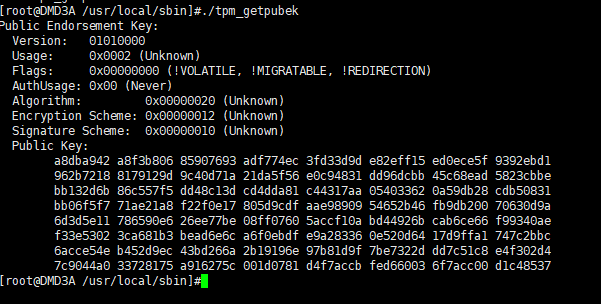 [root@DMD3A /usr/local/sbin]#./tpm_getpubek
Public Endorsement Key:
  Version:   01010000
  Usage:     0x0002 (Unknown)
  Flags:     0x00000000 (!VOLATILE, !MIGRATABLE, !REDIRECTION)
  AuthUsage: 0x00 (Never)
  Algorithm:         0x00000020 (Unknown)
  Encryption Scheme: 0x00000012 (Unknown)
  Signature Scheme:  0x00000010 (Unknown)
  Public Key:
        a8dba942 a8f3b806 85907693 adf774ec 3fd33d9d e82eff15 ed0ece5f 9392ebd1
        962b7218 8179129d 9c40d71a 21da5f56 e0c94831 dd96dcbb 45c68ead 5823cbbe
        bb132d6b 86c557f5 dd48c13d cd4dda81 c44317aa 05403362 0a59db28 cdb50831
        bb06f5f7 71ae21a8 f22f0e17 805d9cdf aae98909 54652b46 fb9db200 70630d9a
        6d3d5e11 786590e6 26ee77be 08ff0760 5accf10a bd44926b cab6ce66 f99340ae
        f33e5302 3ca681b3 bead6e6c a6f0ebdf e9a28336 0e520d64 17d9ffa1 747c2bbc
        6acce54e b452d9ec 43bd266a 2b19196e 97b81d9f 7be7322d dd7c51c8 e4f302d4
        7c9044a0 33728175 a916275c 001d0781 d4f7accb fed66003 6f7acc00 d1c48537
[root@DMD3A /usr/local/sbin]#